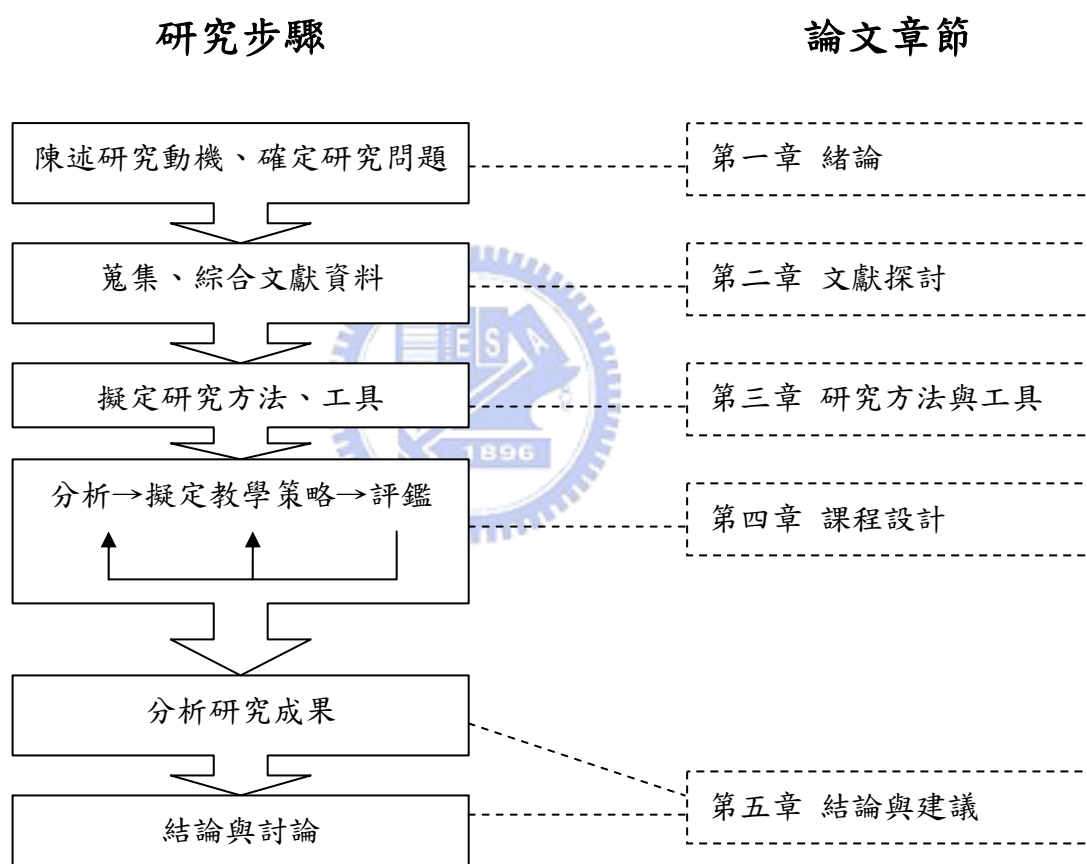 研究步驟
論文章節
陳述研究動機、確定研究問題
第一章 緒論
蒐集、綜合文獻資料
第二章 文獻探討
ESA
擬定研究方法、工具
第三章 研究方法與工具
1896
分析→擬定教學策略→評鑑
第四章 課程設計
分析研究成果
第五章 結論與建議
結論與討論